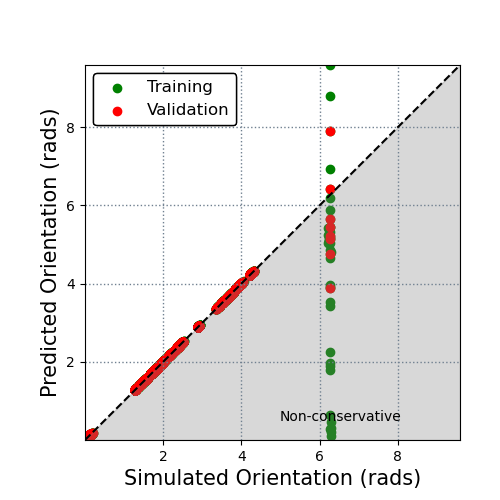 Training
Validation
8
6
4
2
Non-conservative
2
4
6
8
Predicted Orientation (rads)
Simulated Orientation (rads)